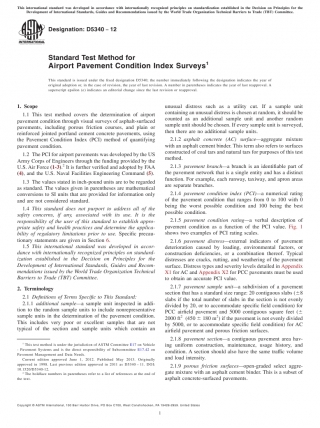 This international standard was developed in accordance with internationally recognized principles on standardization established in the Decision on Principles for the
Development of International Standards, Guides and Recommendations issued by the World Trade Organization Technical Barriers to Trade (TBT) Committee.
Designation: D5340 − 12
Standard Test Method for
Airport Pavement Condition Index Surveys1
This standard is issued under the fixed designation D5340; the number immediately following the designation indicates the year of
original adoption or, in the case of revision, the year of last revision. A number in parentheses indicates the year of last reapproval. A
superscript epsilon (ε) indicates an editorial change since the last revision or reapproval.
1. Scope
1.1 This test method covers the determination of airport
pavement condition through visual surveys of asphalt-surfaced
pavements, including porous friction courses, and plain or
reinforced jointed portland cement concrete pavements, using
the Pavement Condition Index (PCI) method of quantifying
pavement condition.
1.2 The PCI for airport pavements was developed by the US
Army Corps of Engineers through the funding provided by the
U.S. Air Force (1-3).2 It is further verified and adopted by FAA
(4), and the U.S. Naval Facilities Engineering Command (5).
1.3 The values stated in inch-pound units are to be regarded
as standard. The values given in parentheses are mathematical
conversions to SI units that are provided for information only
and are not considered standard.
1.4 This standard does not purport to address all of the
safety concerns, if any, associated with its use. It is the
responsibility of the user of this standard to establish appro-
priate safety and health practices and determine the applica-
bility of regulatory limitations prior to use. Specific precau-
tionary statements are given in Section 6.
1.5 This international standard was developed in accor-
dance with internationally recognized principles on standard-
ization established in the Decision on Principles for the
Development of International Standards, Guides and Recom-
mendations issued by the World Trade Organization Technical
Barriers to Trade (TBT) Committee.
2. Terminology
2.1 Definitions of Terms Specific to This Standard:
2.1.1 additional sample—a sample unit inspected in addi-
tion to the random sample units to include nonrepresentative
sample units in the determination of the pavement condition.
This includes very poor or excellent samples that are not
typical of the section and sample units which contain an
1 This test method is under the jurisdiction of ASTM Committee E17 on Vehicle
- Pavement Systems and is the direct responsibility of Subcommittee E17.42 on
Pavement Management and Data Needs.
Current edition approved June 1, 2012. Published May 2013. Originally
approved in 1998. Last previous edition approved in 2011 as D5340 – 11. DOI:
10.1520/D5340-12.
2 The boldface numbers in parentheses refer to a list of references at the end of
the text.
unusual distress such as a utility cut. If a sample unit
containing an unusual distress is chosen at random, it should be
counted as an additional sample unit and another random
sample unit should be chosen. If every sample unit is surveyed,
then there are no additional sample units.
2.1.2 asphalt concrete (AC) surface—aggregate mixture
with an asphalt cement binder. This term also refers to surfaces
constructed of coal tars and natural tars for purposes of this test
method.
2.1.3 pavement branch—a branch is an identifiable part of
the pavement network that is a single entity and has a distinct
function. For example, each runway, taxiway, and apron areas
are separate branches.
2.1.4 pavement condition index (PCI)—a numerical rating
of the pavement condition that ranges from 0 to 100 with 0
being the worst possible condition and 100 being the best
possible condition.
2.1.5 pavement condition rating—a verbal description of
pavement condition as a function of the PCI value. Fig. 1
shows two examples of PCI rating scales.
2.1.6 pavement distress—external indicators of pavement
deterioration caused by loading, environmental factors, or
construction deficiencies, or a combination thereof. Typical
distresses are cracks, rutting, and weathering of the pavement
surface. Distress types and severity levels detailed in Appendix
X1 for AC and Appendix X2 for PCC pavements must be used
to obtain an accurate PCI value.
2.1.7 pavement sample unit—a subdivision of a pavement
section that has a standard size range: 20 contiguous slabs (±8
slabs if the total number of slabs in the section is not evenly
divided by 20, or to accommodate specific field condition) for
PCC airfield pavement and 5000 contiguous square feet (±
2000 ft2 (450 ± 180 m2) if the pavement is not evenly divided
by 5000, or to accommodate specific field condition) for AC
airfield pavement and porous friction surfaces.
2.1.8 pavement section—a contiguous pavement area hav-
ing uniform construction, maintenance, usage history, and
condition. A section should also have the same traffic volume
and load intensity.
2.1.9 porous friction surfaces—open-graded select aggre-
gate mixture with an asphalt cement binder. This is a subset of
asphalt concrete-surfaced pavements.
Copyright © ASTM International, 100 Barr Harbor Drive, PO Box C700, West Conshohocken, PA 19428-2959. United States
1